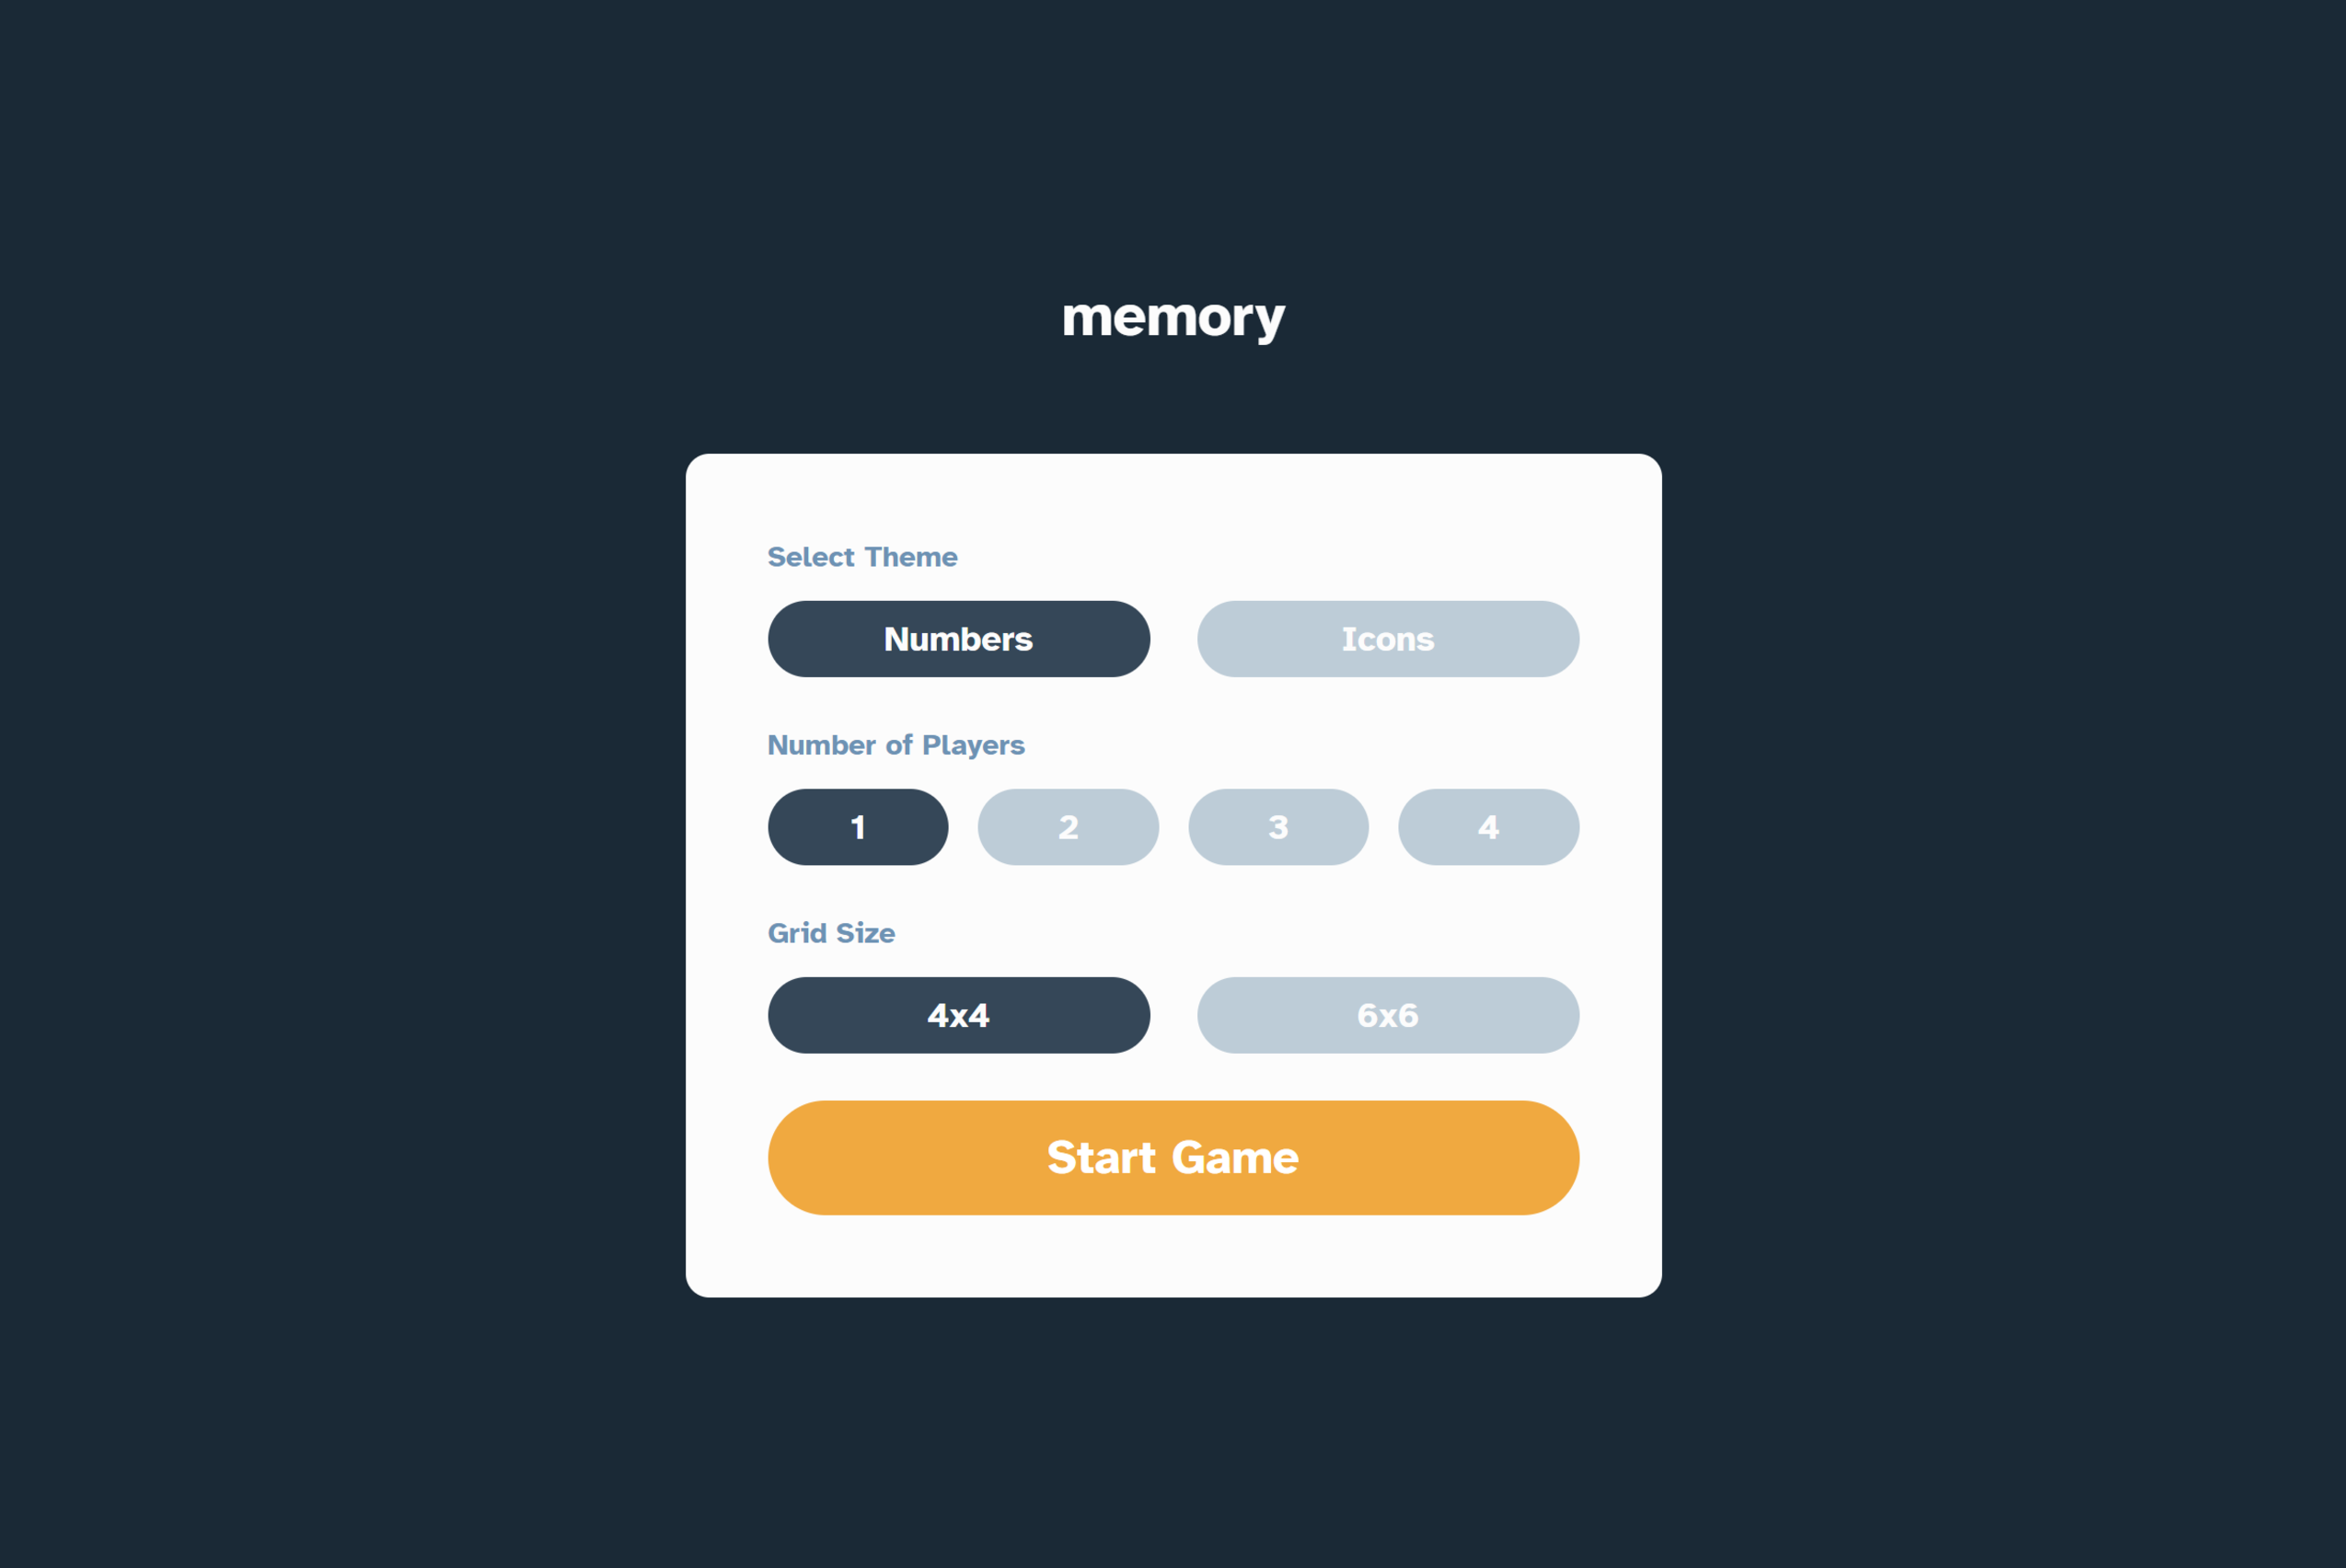 memory
Select Theme
Numbers Icons
Number of Players
1 2 3 4
Grid Size
4x4 6x6
Start Game